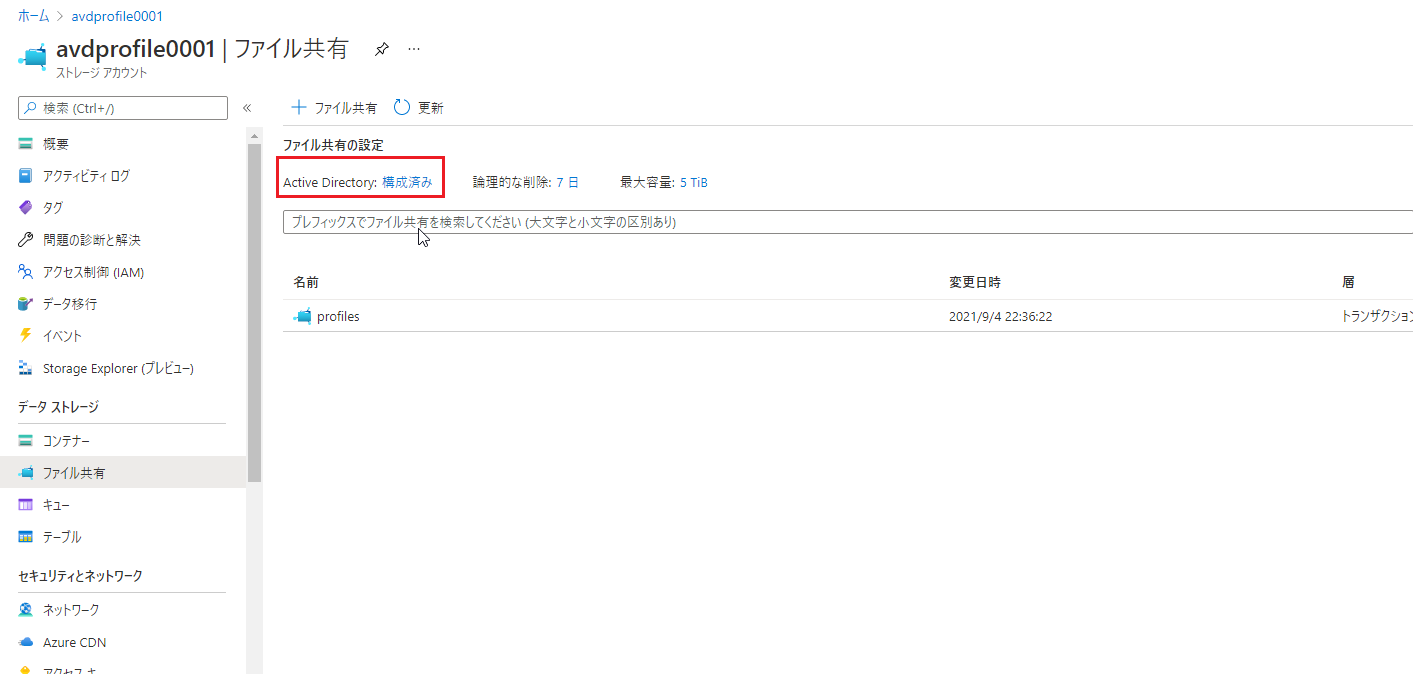 ホーム > avdprofile0001
avdprofile0001 | ファイル共有 ...
ストレージ アカウント
検索 (Ctrl+/) «
概要
アクティビティ ログ
タグ
問題の診断と解決
アクセス制御 (IAM)
データ移行
イベント
Storage Explorer (プレビュー)
データ ストレージ
コンテナー
ファイル共有
キュー
テーブル
セキュリティとネットワーク
ネットワーク
Azure CDN
アクセス キ
+ ファイル共有 更新
ファイル共有の設定
Active Directory: 構成済み 論理的な削除: 7 日 最大容量: 5 TiB
プレフィックスでファイル共有を検索してください (大文字と小文字の区別あり)
名前 変更日時 層
profiles 2021/9/4 22:36:22 トランザクション